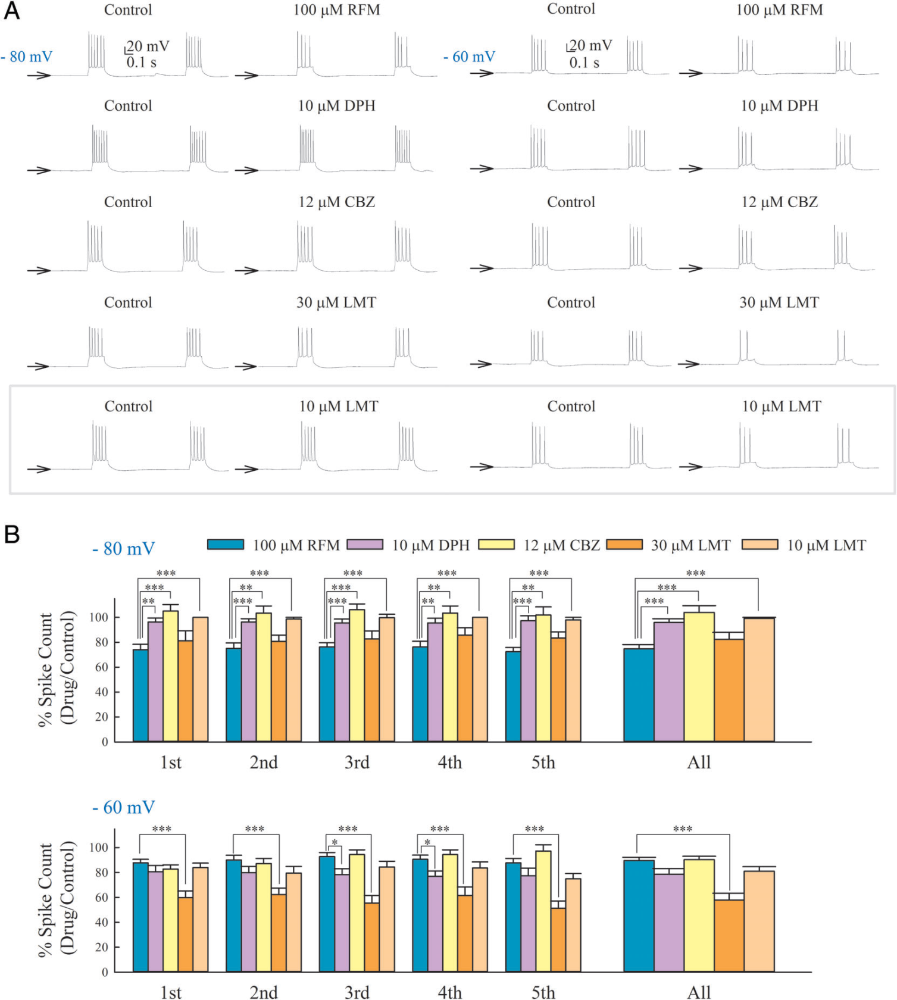 A
Control 100 µM RFM Control 100 µM RFM
- 80 mV 20 mV - 60 mV 20 mV
0.1 s 0.1 s
Control 10 µM DPH Control 10 µM DPH
Control 12 µM CBZ Control 12 µM CBZ
Control 30 µM LMT Control 30 µM LMT
Control 10 µM LMT Control 10 µM LMT
B
- 80 mV 100 µM RFM 10 µM DPH 12 µM CBZ 30 µM LMT 10 µM LMT
*** *** *** *** *** ***
*** ** *** ** ** ***
** *** *** ** *** ***
% Spike Count
(Drug/Control)
100
80
60
40
20
0
1st 2nd 3rd 4th 5th All
- 60 mV
*** *** *** *** *** ***
* *
% Spike Count
(Drug/Control)
100
80
60
40
20
0
1st 2nd 3rd 4th 5th All